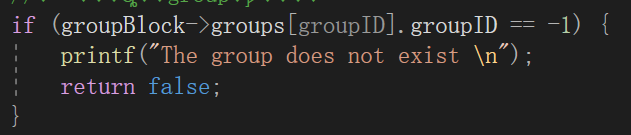 if (groupBlock->groups[groupID].groupID == -1) {
printf("The group does not exist \n");
return false;
}